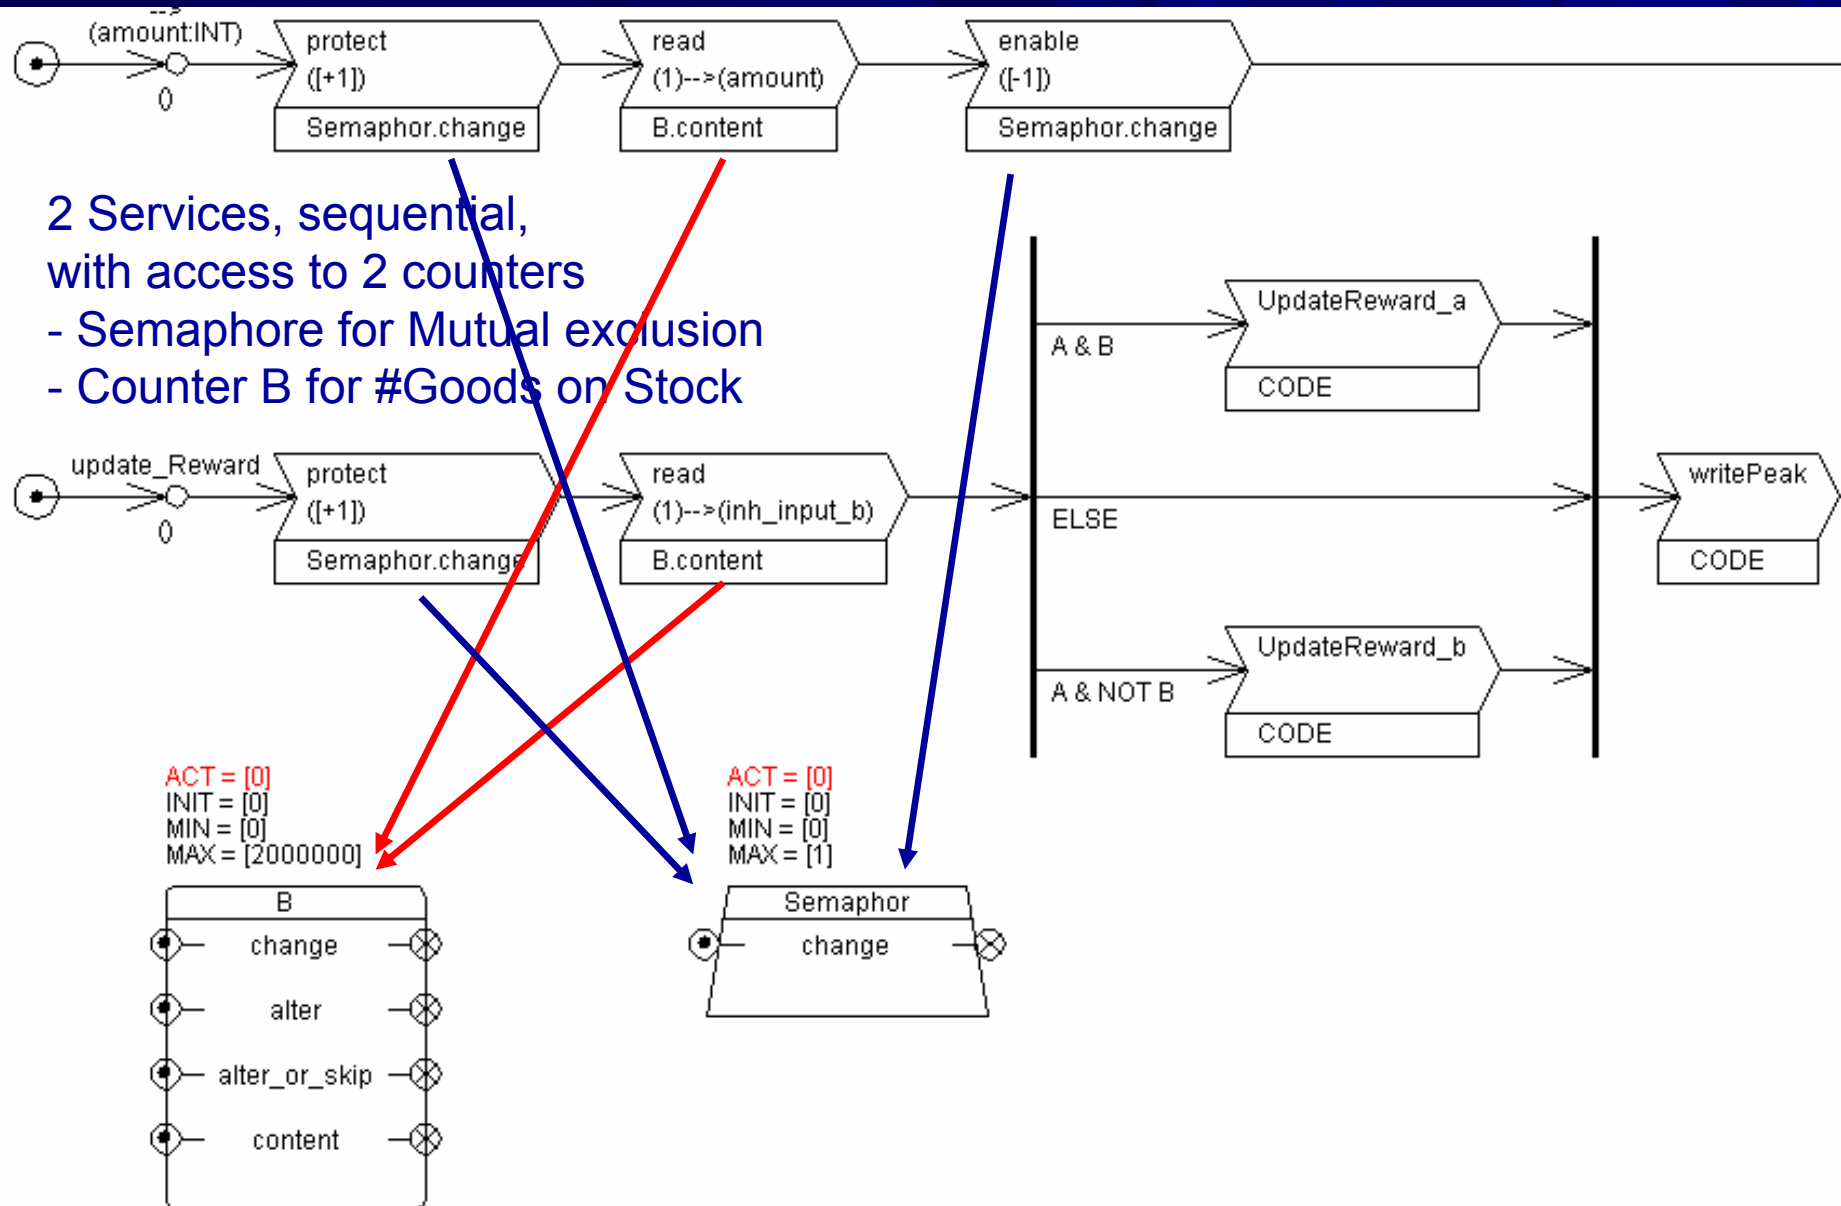 -->
(amount:INT)
0
protect
([+1])
Semaphor.change
read
(1)-->(amount)
B.content
enable
([-1])
Semaphor.change
2 Services, sequential,
with access to 2 counters
- Semaphore for Mutual exclusion
- Counter B for #Goods on Stock
update_Reward
0
protect
([+1])
Semaphor.change
read
(1)-->(inh_input_b)
B.content
A & B
UpdateReward_a
CODE
ELSE
A & NOT B
UpdateReward_b
CODE
writePeak
CODE
ACT = [0]
INIT = [0]
MIN = [0]
MAX = [2000000]
B
change
alter
alter_or_skip
content
ACT = [0]
INIT = [0]
MIN = [0]
MAX = [1]
Semaphor
change